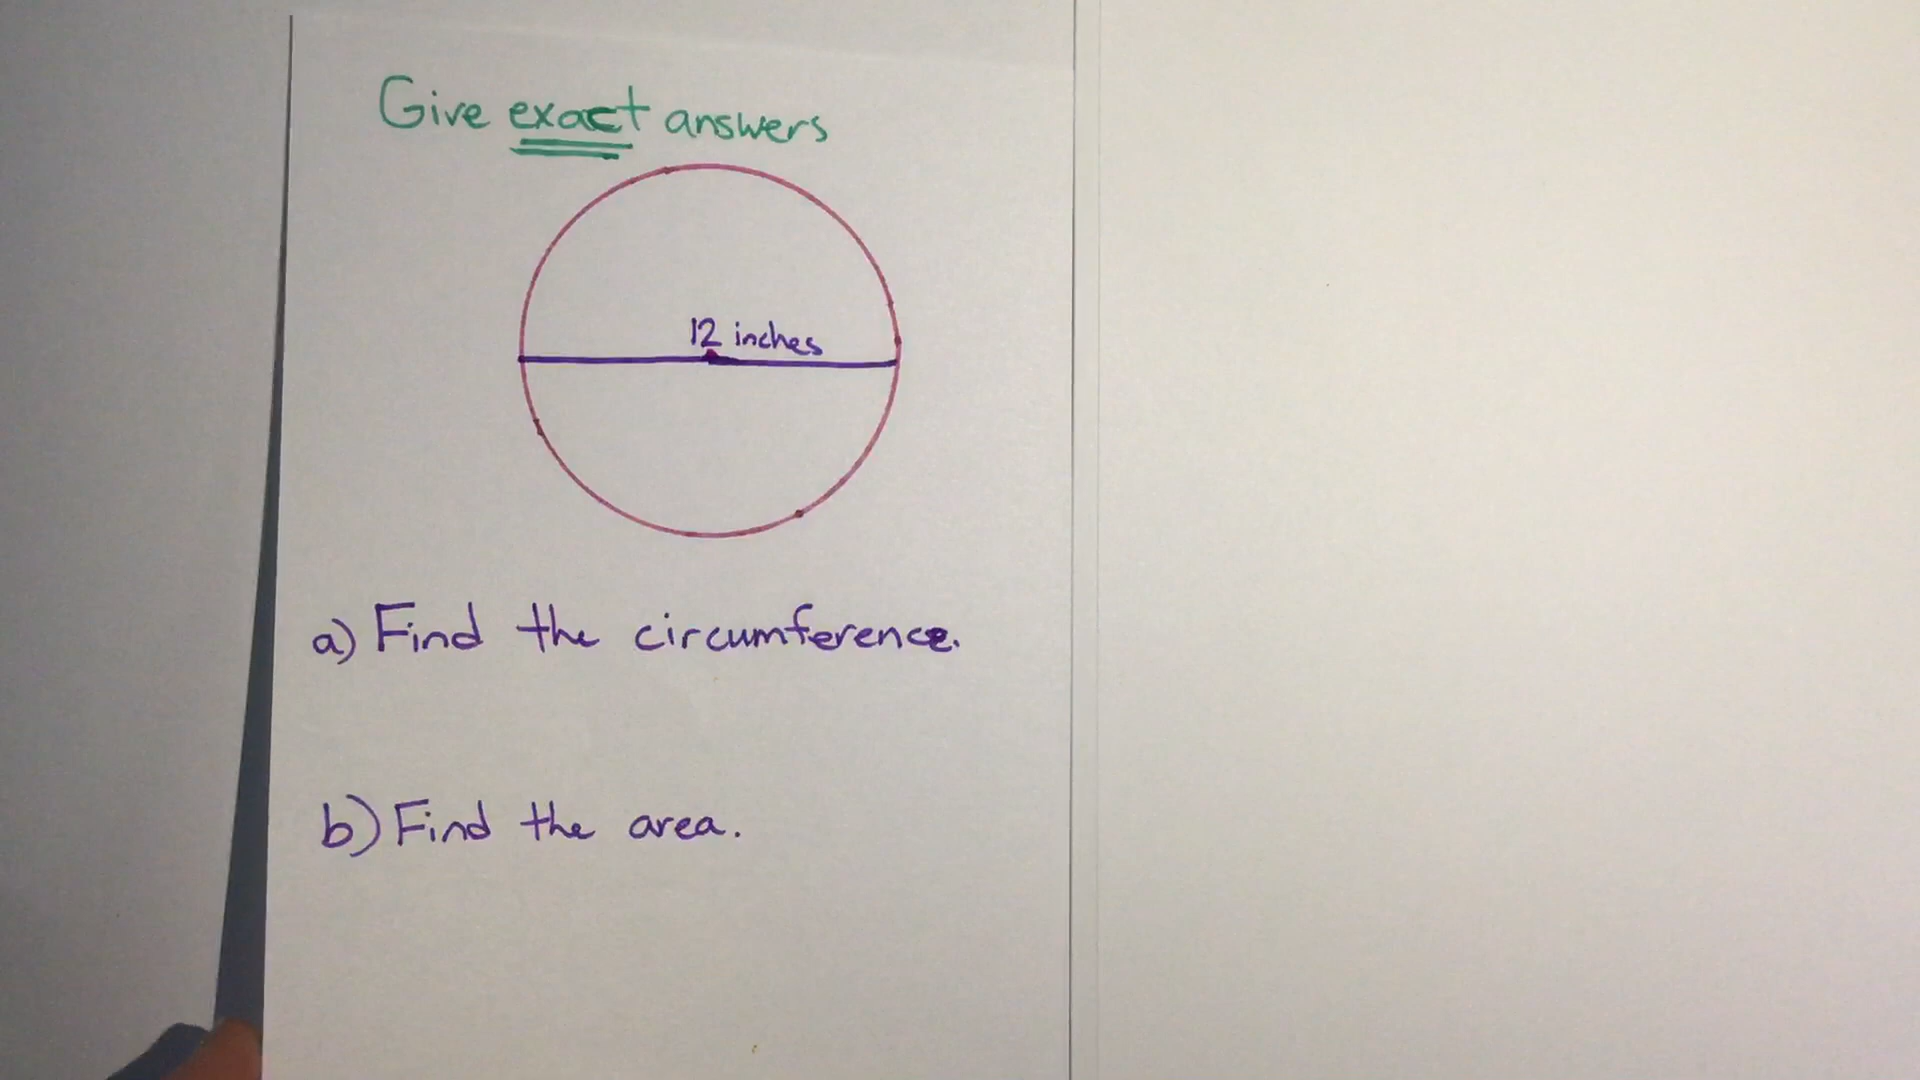 Give exact answers
12 inches
a) Find the circumference.
b) Find the area.